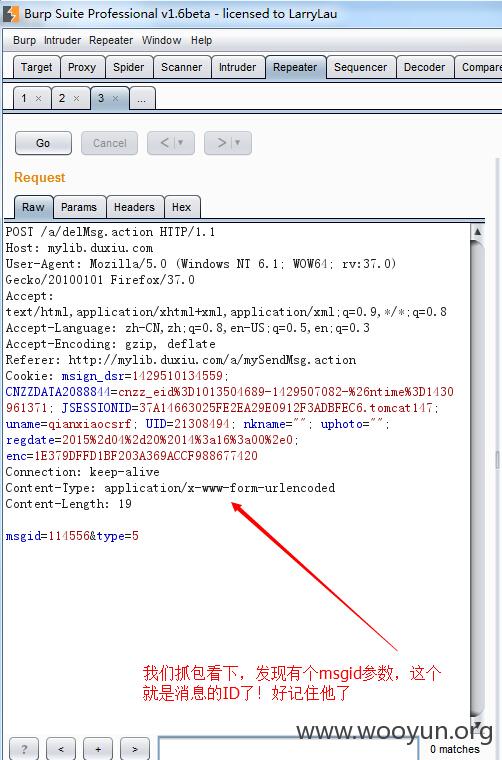 Burp Suite Professional v1.6beta - licensed to LarryLau
Burp Intruder Repeater Window Help
Target Proxy Spider Scanner Intruder Repeater Sequencer Decoder Compare
1 × 2 × 3 × ...
Go Cancel < | ▼ > | ▼
Request
Raw Params Headers Hex
POST /a/delMsg.action HTTP/1.1
Host: mylib.duxiu.com
User-Agent: Mozilla/5.0 (Windows NT 6.1; WOW64; rv:37.0)
Gecko/20100101 Firefox/37.0
Accept:
text/html,application/xhtml+xml,application/xml;q=0.9,*/*;q=0.8
Accept-Language: zh-CN,zh;q=0.8,en-US;q=0.5,en;q=0.3
Accept-Encoding: gzip, deflate
Referer: http://mylib.duxiu.com/a/mySendMsg.action
Cookie: msign_dsr=1429510134559;
CNZZDATA2088844=cnzz_eid%3D1013504689-1429507082-%26ntime%3D1430
961371; JSESSIONID=37A14663025FE2EA29E0912F3ADBFEC6.tomcat147;
uname=qianxiaocsrf; UID=21308494; nkname=""; uphoto="";
regdate=2015%2d04%2d20%2014%3a16%3a00%2e0;
enc=1E379DFFD1BF203A369ACCF988677420
Connection: keep-alive
Content-Type: application/x-www-form-urlencoded
Content-Length: 19
msgid=114556&type=5
我们抓包看下，发现有个msgid参数，这个
就是消息的ID了！好记住他了
www.wooyun.org
? < + > 0 matches